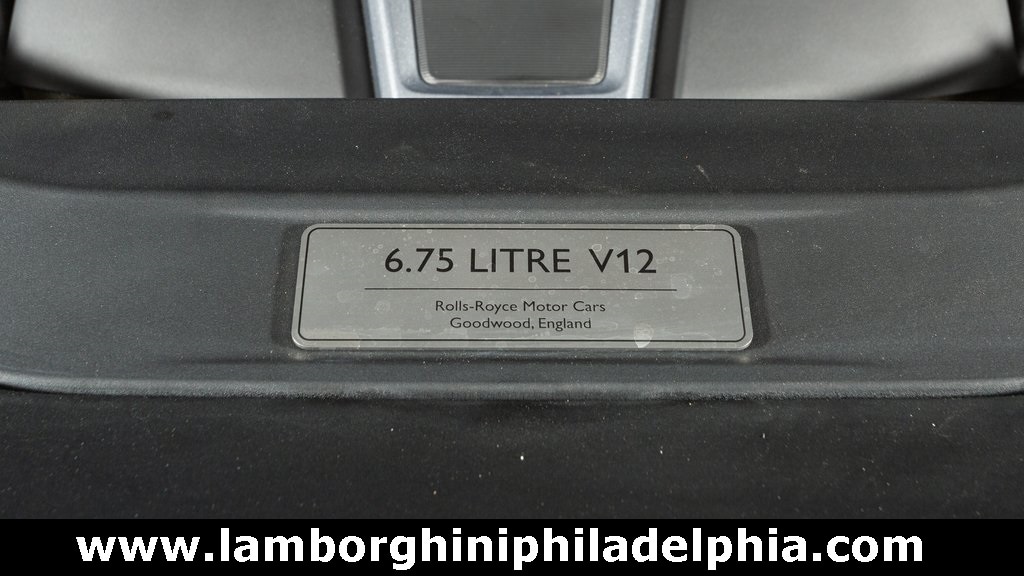 6.75 LITRE V12
Rolls-Royce Motor Cars
Goodwood, England
www.lamborghiniphiladelphia.com